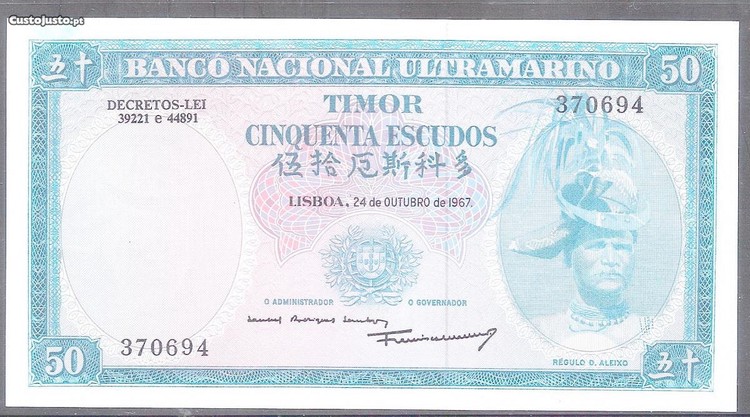 CustoJusto.pt
五十
BANCO NACIONAL ULTRAMARINO
50
DECRETOS-LEI
39221 e 44891
TIMOR
370694
CINQUENTA ESCUDOS
伍拾厄斯科多
LISBOA, 24 de OUTUBRO de 1967
O ADMINISTRADOR
O GOVERNADOR
370694
50
RÉGULO D. ALEIXO
五十